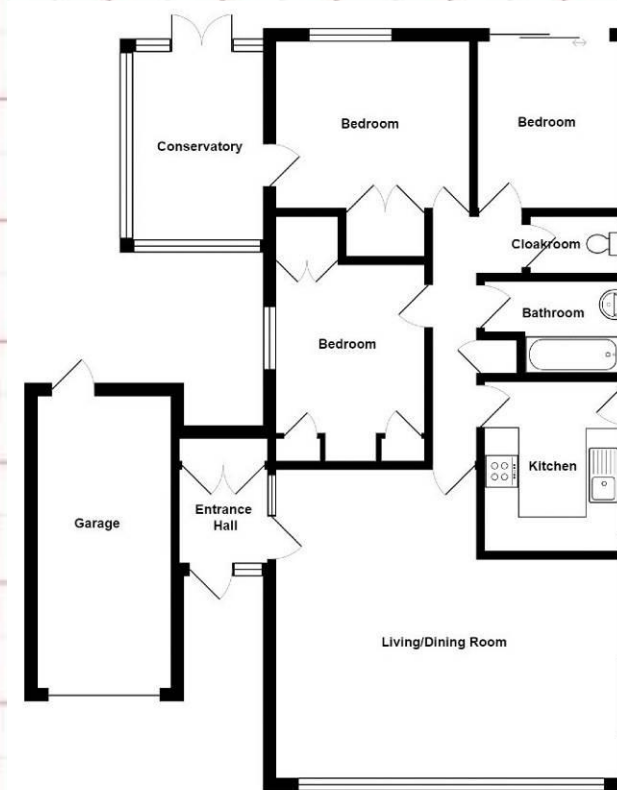 Bedroom
Bedroom
Conservatory
Cloakroom
Bathroom
Bedroom
Kitchen
Entrance
Hall
Garage
Living/Dining Room